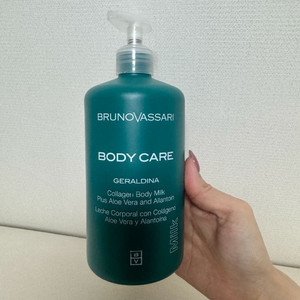 BRUNOVASSARI
BODY CARE
GERALDINA
Collagen Body Milk
Plus Aloe Vera and Allantoin
Leche Corporal con Colágeno
Aloe Vera y Alantoína
Milk